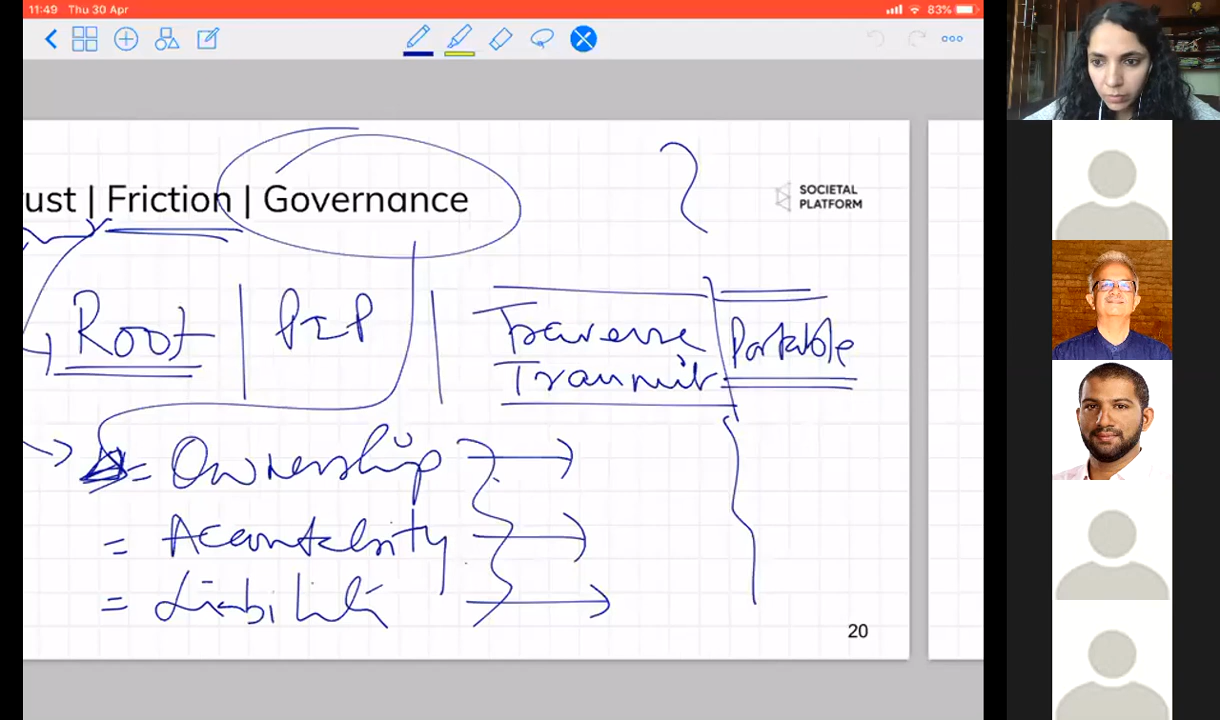 11:49 Thu 30 Apr 83%
ust | Friction | Governance
SOCIETAL
PLATFORM
Root | PIP | Traverse Portable
Transmit
= Ownership
= Accountability
= Liability
20